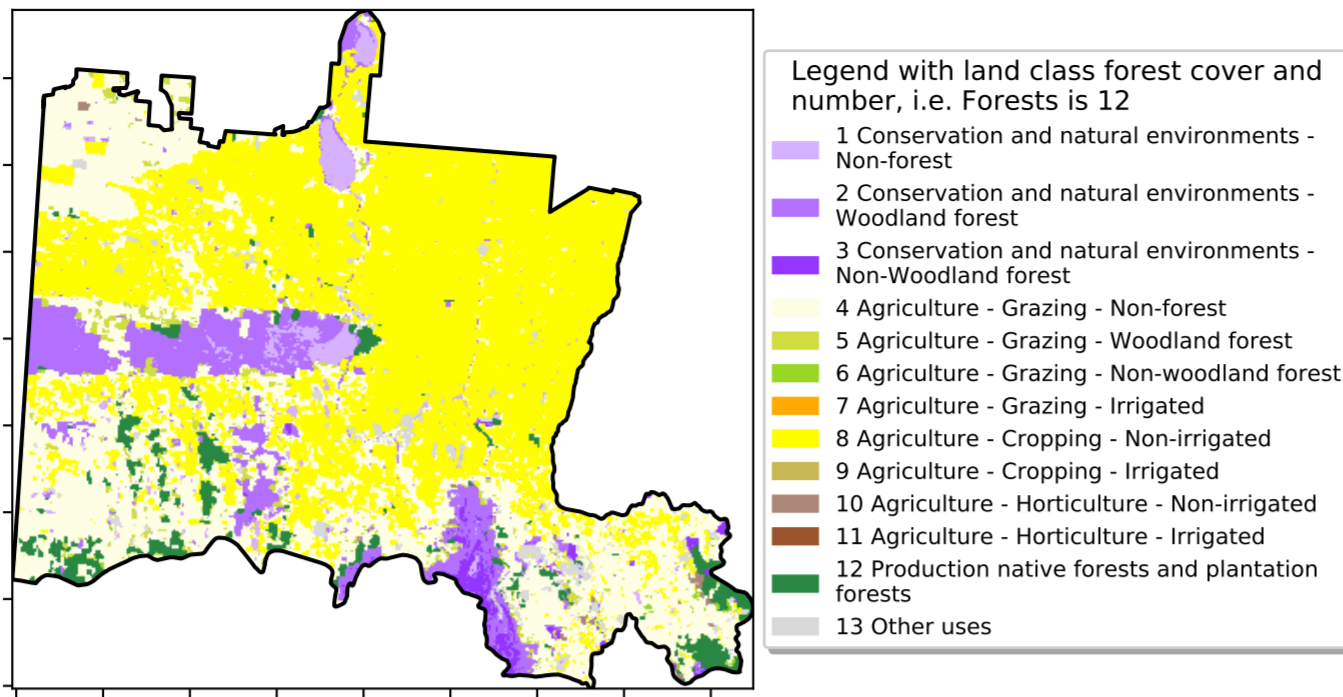 Legend with land class forest cover and
number, i.e. Forests is 12
1 Conservation and natural environments -
Non-forest
2 Conservation and natural environments -
Woodland forest
3 Conservation and natural environments -
Non-Woodland forest
4 Agriculture - Grazing - Non-forest
5 Agriculture - Grazing - Woodland forest
6 Agriculture - Grazing - Non-woodland forest
7 Agriculture - Grazing - Irrigated
8 Agriculture - Cropping - Non-irrigated
9 Agriculture - Cropping - Irrigated
10 Agriculture - Horticulture - Non-irrigated
11 Agriculture - Horticulture - Irrigated
12 Production native forests and plantation
forests
13 Other uses